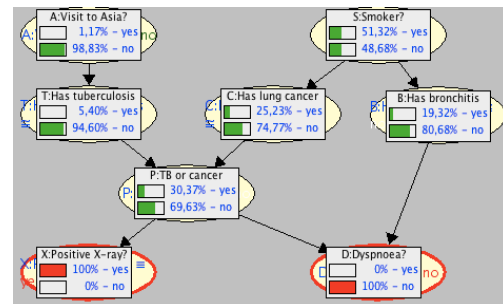 A:Visit to Asia?
1,17% - yes
98,83% - no
S:Smoker?
51,32% - yes
48,68% - no
T:Has tuberculosis
5,40% - yes
94,60% - no
C:Has lung cancer
25,23% - yes
74,77% - no
B:Has bronchitis
19,32% - yes
80,68% - no
P:TB or cancer
30,37% - yes
69,63% - no
X:Positive X-ray?
100% - yes
0% - no
D:Dyspnoea?
0% - yes
100% - no